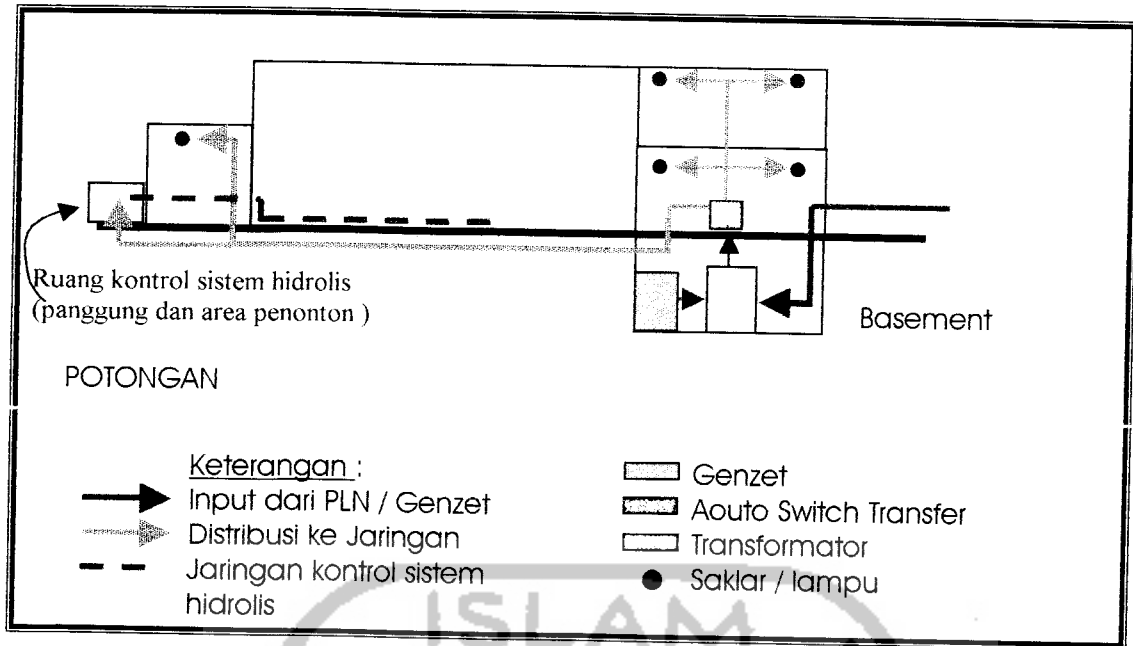 Ruang kontrol sistem hidrolis
(panggung dan area penonton )
Basement
POTONGAN
Keterangan :
Input dari PLN / Genzet
Distribusi ke Jaringan
Jaringan kontrol sistem
hidrolis
Genzet
Aouto Switch Transfer
Transformator
Saklar / lampu
ISLAM